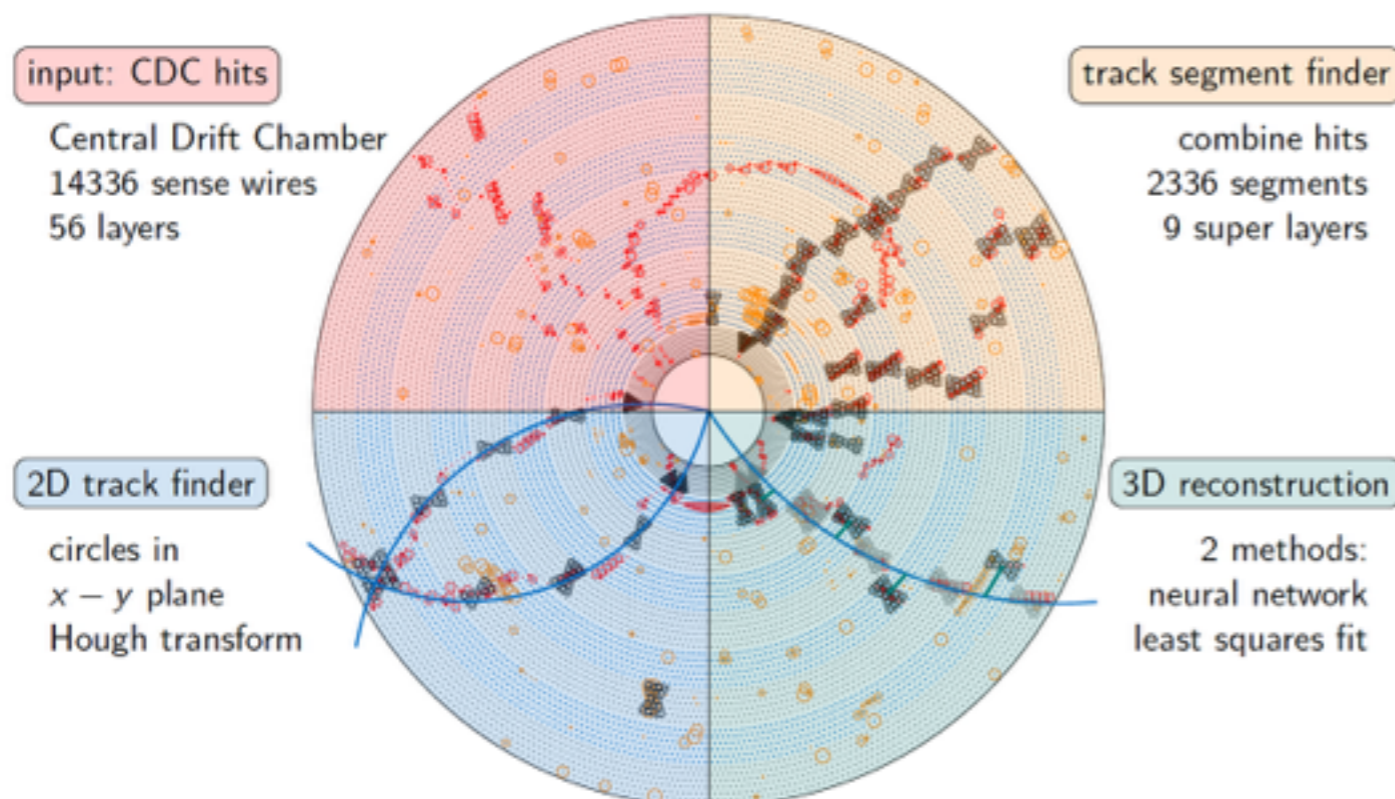 input: CDC hits
Central Drift Chamber
14336 sense wires
56 layers
track segment finder
combine hits
2336 segments
9 super layers
2D track finder
circles in
x − y plane
Hough transform
3D reconstruction
2 methods:
neural network
least squares fit